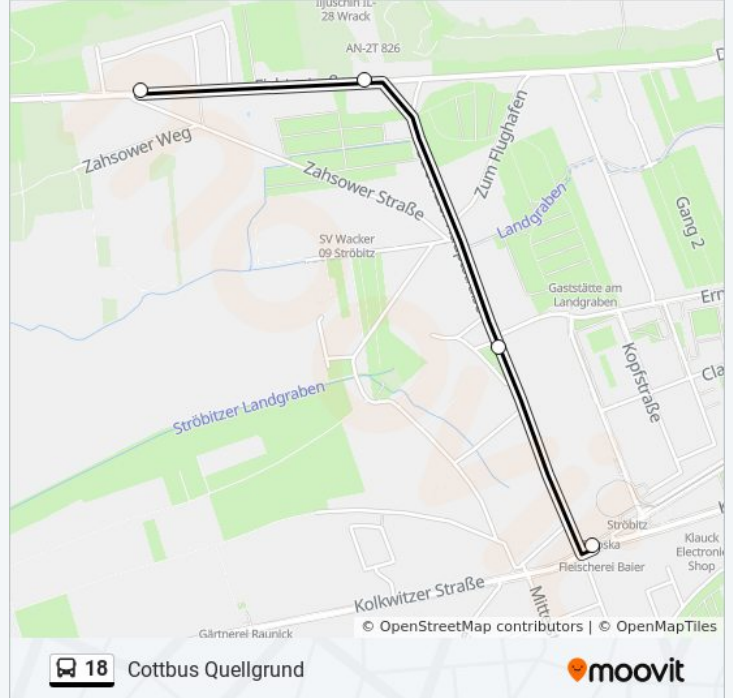 Iljuschin IL-
28 Wrack
AN-2T 826
Zahsower Weg
Zum Flughafen
Zahsower Straße
Landgraben
Gang 2
SV Wacker
09 Ströbitz
Gaststätte am
Landgraben
Kopfstraße
Ströbitzer Landgraben
Ströbitz
Klauck
Electronic
Shop
Fleischerei Baier
Kolkwitzer Straße
Gärtnerei Raunick
© OpenStreetMap contributors | © OpenMapTiles
18 Cottbus Quellgrund
moovit